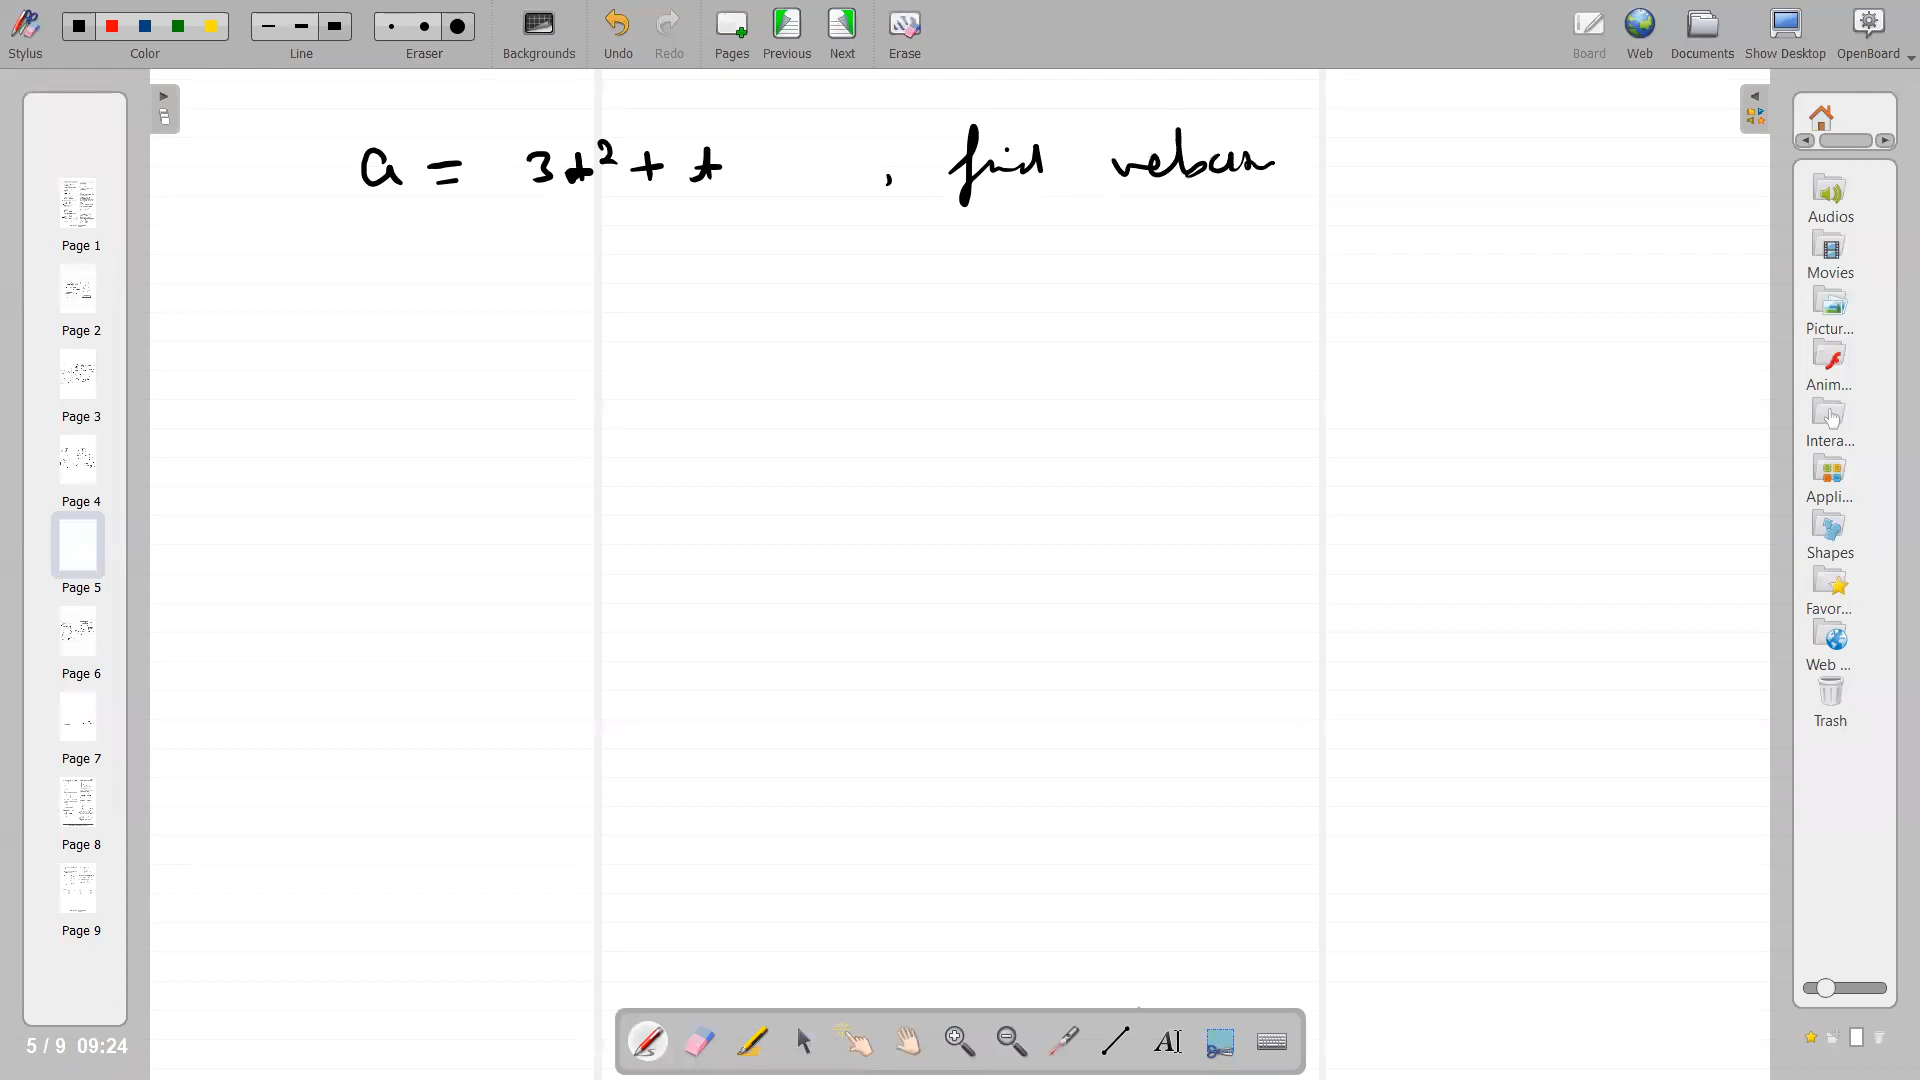 Stylus
Color
Line
Eraser
Backgrounds
Undo
Redo
Pages
Previous
Next
Erase
Board
Web
Documents
Show Desktop
OpenBoard
a = 3t² + t , find
Page 1
Page 2
Page 3
Page 4
Page 5
Page 6
Page 7
Page 8
Page 9
5 / 9 09:24
Audios
Movies
Pictur...
Anim...
Intera...
Appli...
Shapes
Favor...
Web ...
Trash